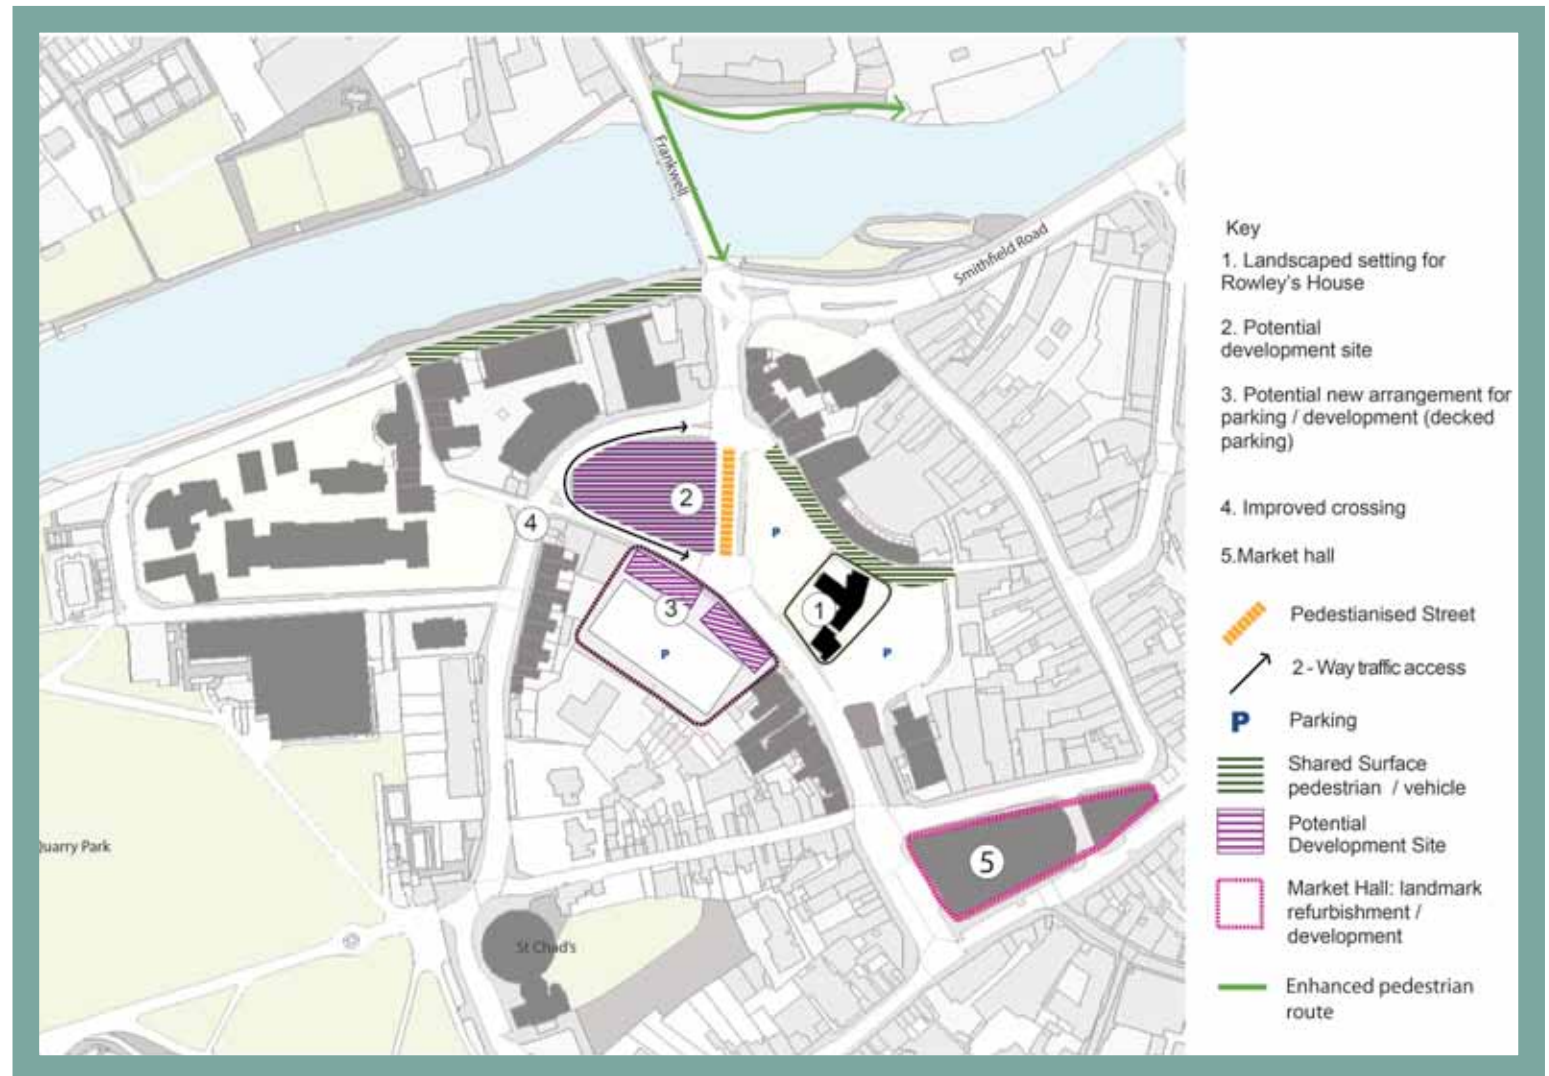 Frankwell
Smithfield Road
2
4
P
1
3
P
P
5
uarry Park
St Chad's
Key
1. Landscaped setting for
Rowley's House
2. Potential
development site
3. Potential new arrangement for
parking / development (decked
parking)
4. Improved crossing
5.Market hall
Pedestianised Street
2 - Way traffic access
P
Parking
Shared Surface
pedestrian / vehicle
Potential
Development Site
Market Hall: landmark
refurbishment /
development
Enhanced pedestrian
route